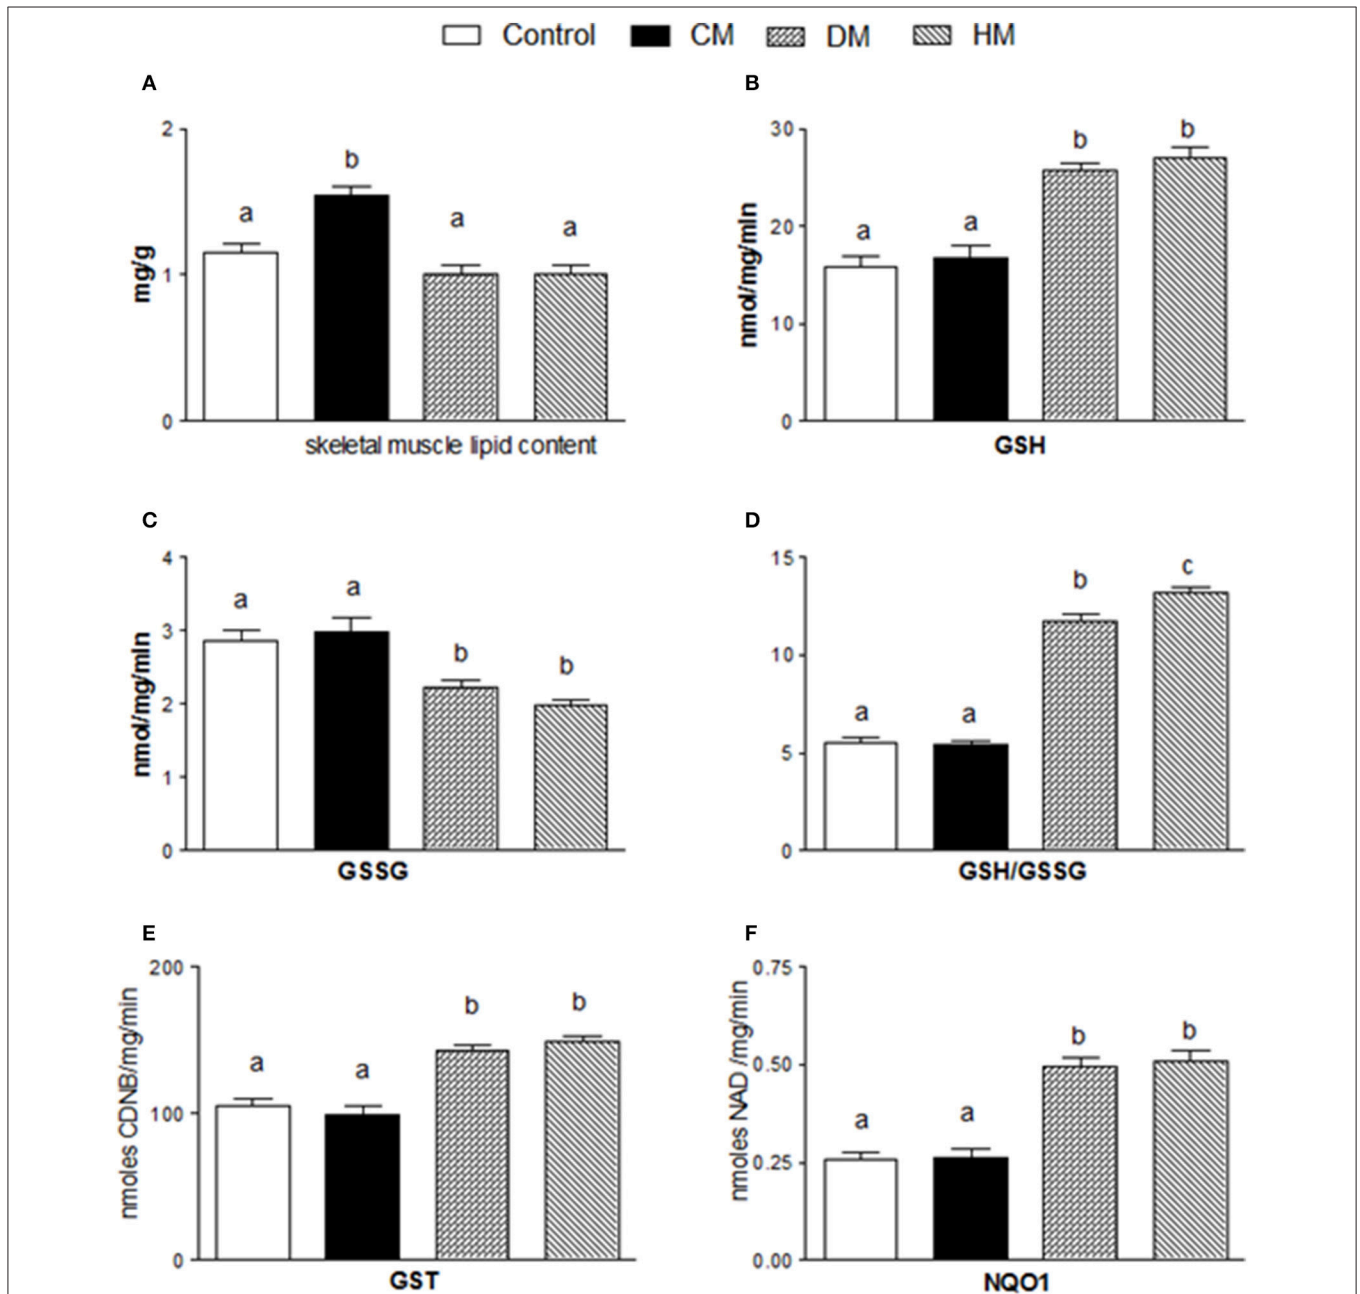 Control CM DM HM
A
2
1
0
mg/g
a b a a
skeletal muscle lipid content
B
30
20
10
0
nmol/mg/min
a a b b
GSH
C
4
3
2
1
0
nmol/mg/min
a a b b
GSSG
D
15
10
5
0
a a b c
GSH/GSSG
E
200
100
0
nmoles CDNB/mg/min
a a b b
GST
F
0.75
0.50
0.25
0.00
nmoles NAD /mg/min
a a b b
NQO1